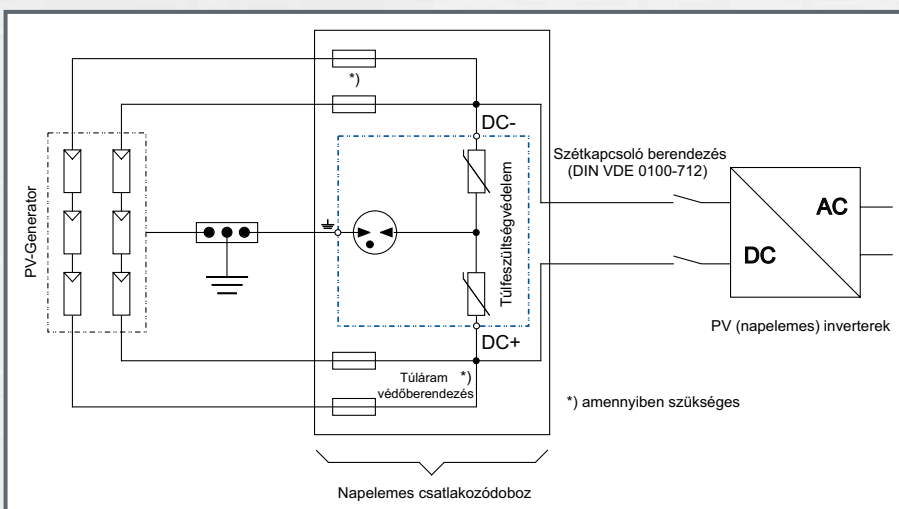 *)
DC-
Szétkapcsoló berendezés
(DIN VDE 0100-712)
PV-Generator
Túlfeszültségvédelem
AC
DC
PV (napelemes) inverterek
DC+
Túláram *)
védőberendezés
*) amennyiben szükséges
Napelemes csatlakozódoboz